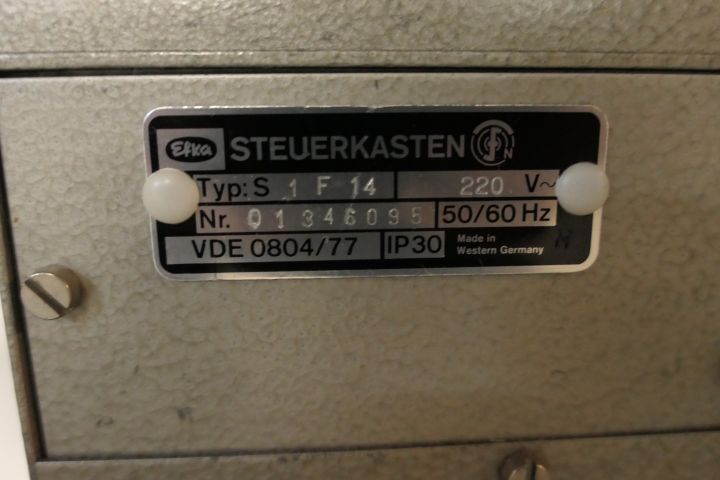 Efka STEUERKASTEN
Typ: S 1 F 14 220 V~
Nr. 01346095 50/60 Hz
VDE 0804/77 IP30 Made in
Western Germany